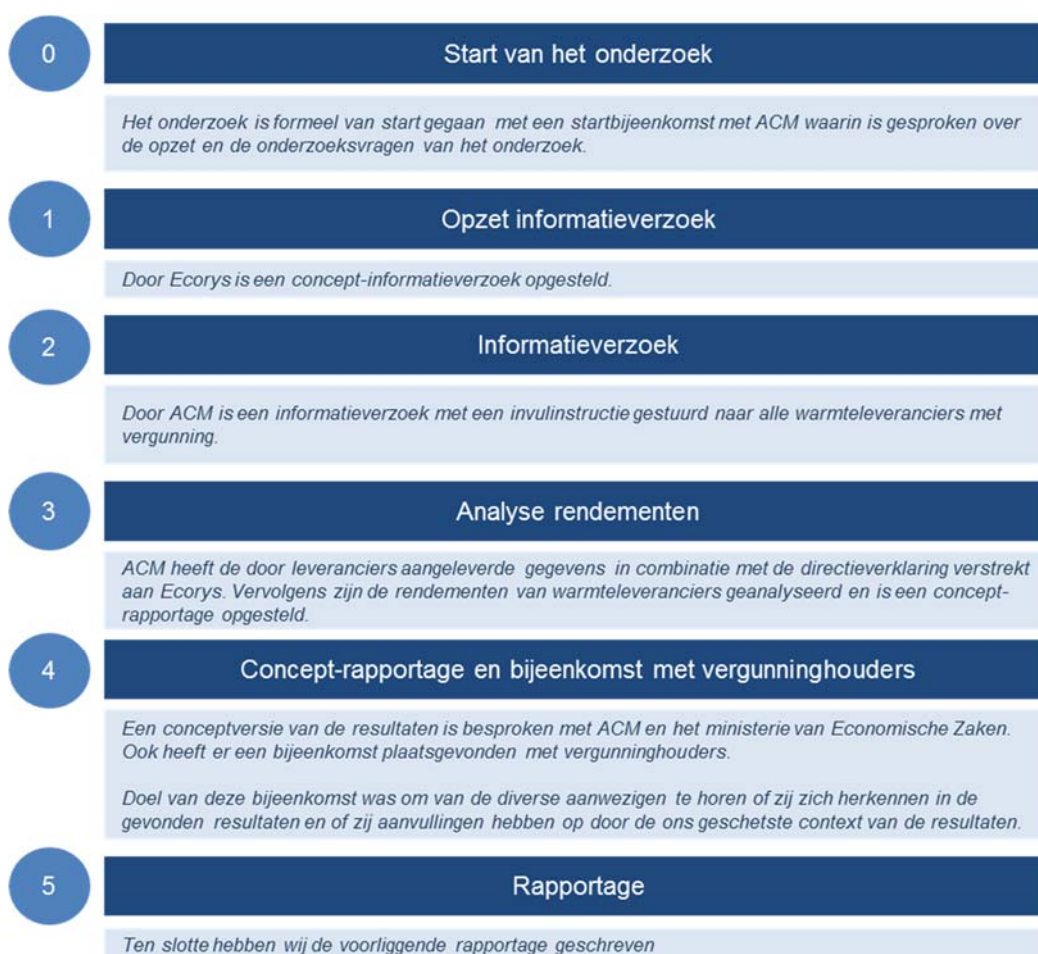 0
Start van het onderzoek
Het onderzoek is formeel van start gegaan met een startbijeenkomst met ACM waarin is gesproken over
de opzet en de onderzoeksvragen van het onderzoek.
1
Opzet informatieverzoek
Door Ecorys is een concept-informatieverzoek opgesteld.
2
Informatieverzoek
Door ACM is een informatieverzoek met een invulinstructie gestuurd naar alle warmteleveranciers met
vergunning.
3
Analyse rendementen
ACM heeft de door leveranciers aangeleverde gegevens in combinatie met de directieverklaring verstrekt
aan Ecorys. Vervolgens zijn de rendementen van warmteleveranciers geanalyseerd en is een concept-
rapportage opgesteld.
4
Concept-rapportage en bijeenkomst met vergunninghouders
Een conceptversie van de resultaten is besproken met ACM en het ministerie van Economische Zaken.
Ook heeft er een bijeenkomst plaatsgevonden met vergunninghouders.
Doel van deze bijeenkomst was om van de diverse aanwezigen te horen of zij zich herkennen in de
gevonden resultaten en of zij aanvullingen hebben op door de ons geschetste context van de resultaten.
5
Rapportage
Ten slotte hebben wij de voorliggende rapportage geschreven